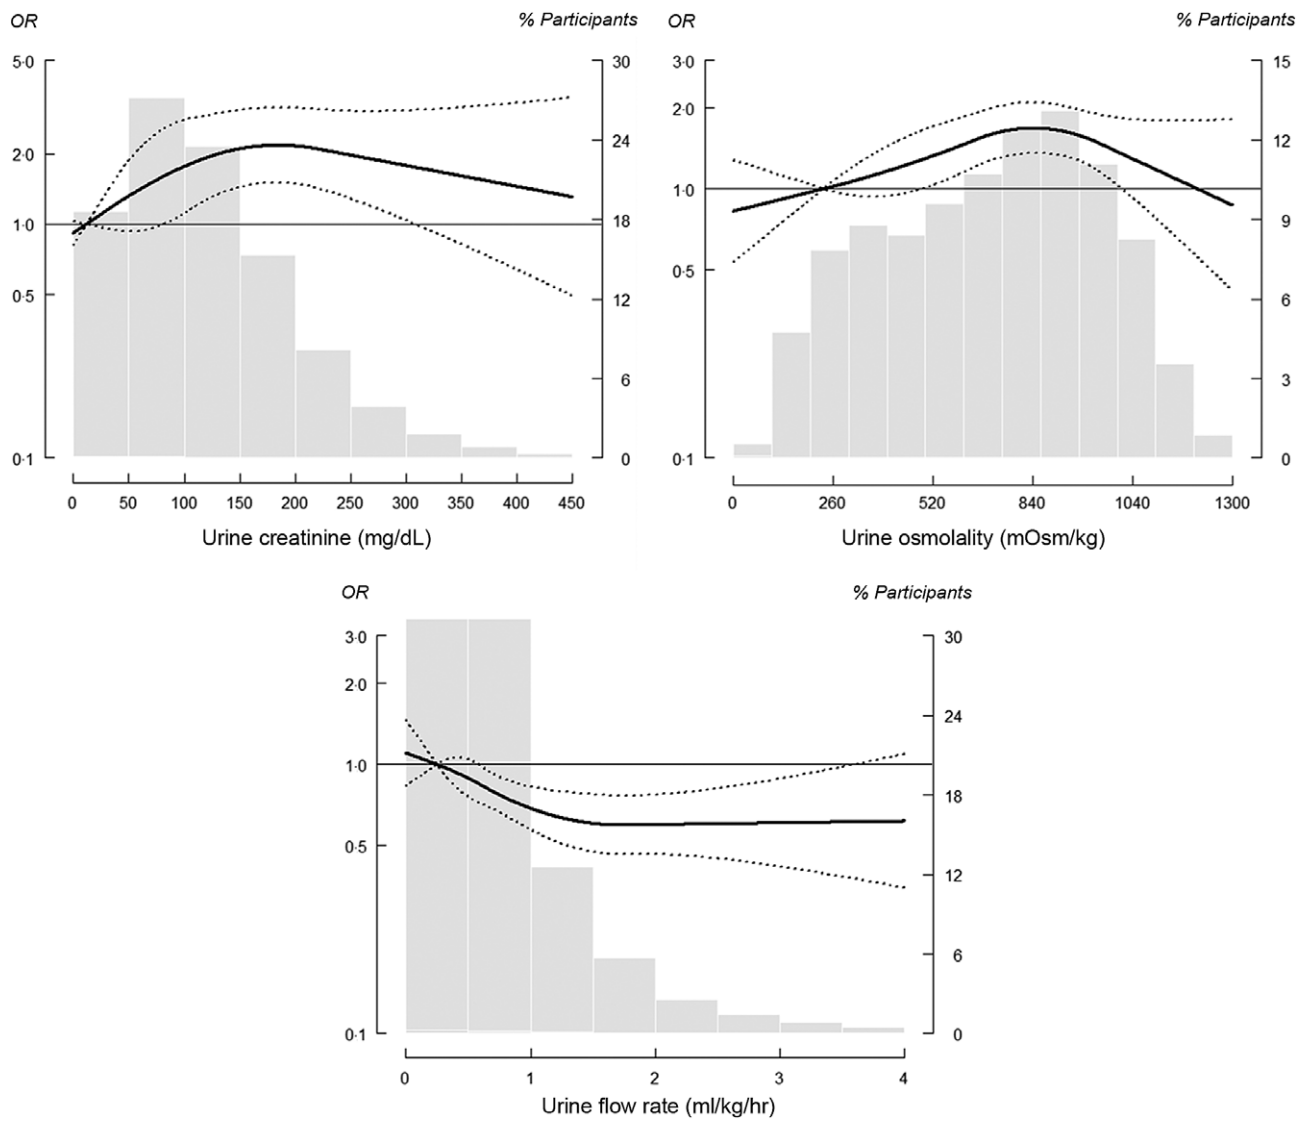 OR % Participants
5·0 30
24
2·0
18
1·0
12
0·5
6
0·1 0
0 50 100 150 200 250 300 350 400 450
Urine creatinine (mg/dL)
OR % Participants
3·0 15
2·0
12
1·0
9
0·5 6
3
0·1 0
0 260 520 840 1040 1300
Urine osmolality (mOsm/kg)
OR % Participants
3·0 30
2·0
24
1·0
18
0·5
12
6
0·1 0
0 1 2 3 4
Urine flow rate (ml/kg/hr)